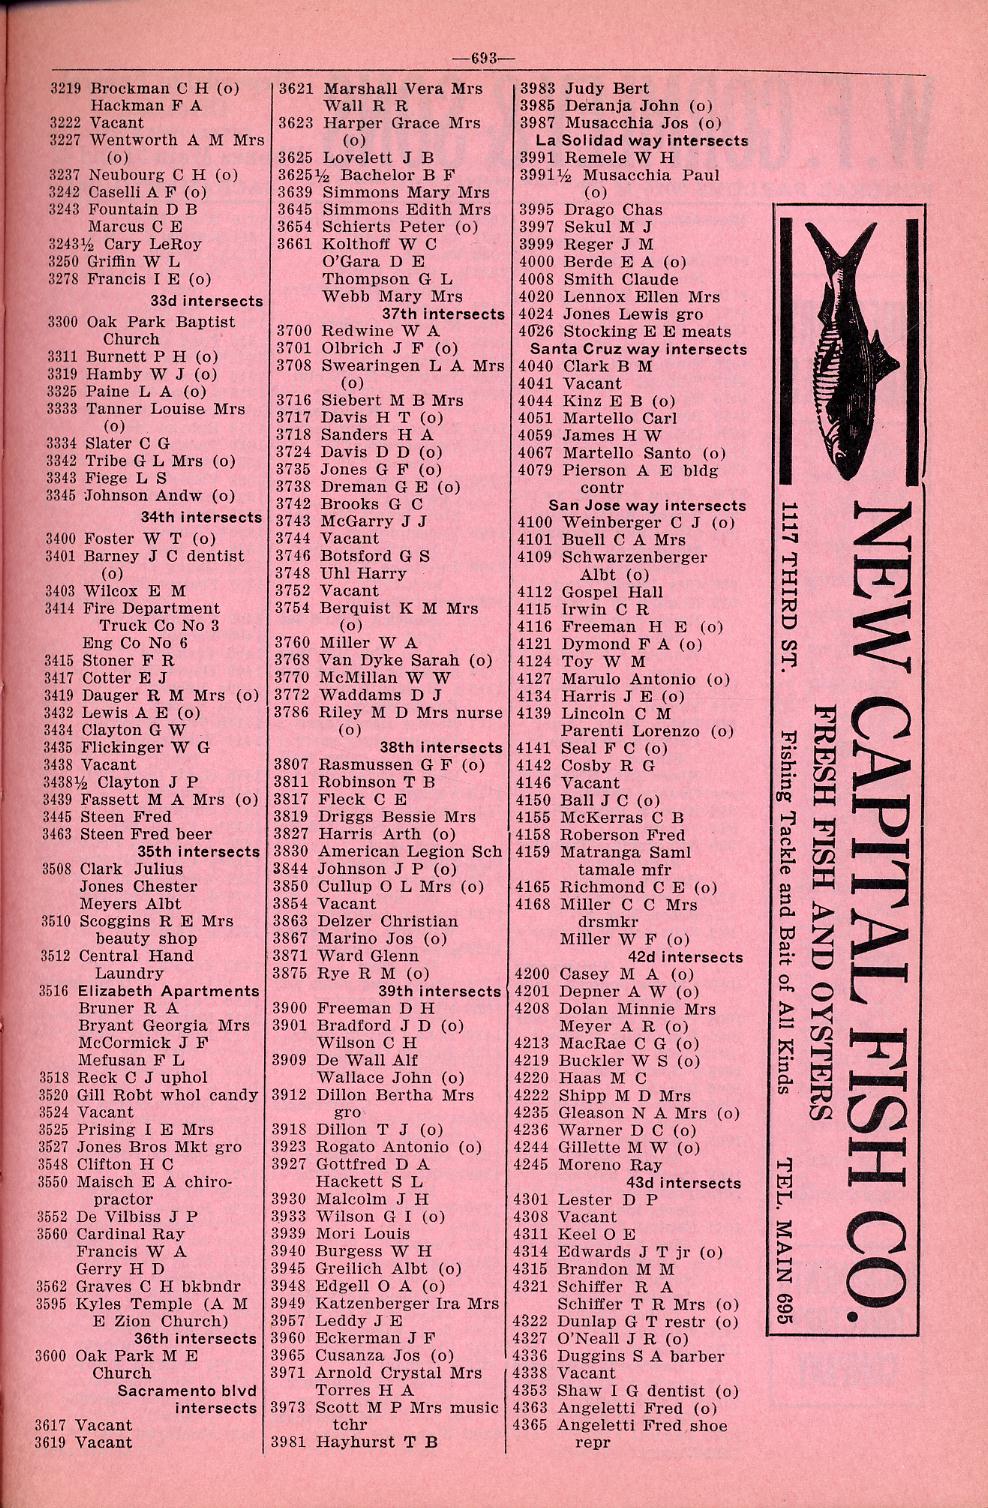 —693—
3219 Brockman C H (o)
Hackman F A
3222 Vacant
3227 Wentworth A M Mrs
(o)
3237 Neubourg C H (o)
3242 Caselli A F (o)
3243 Fountain D B
Marcus C E
3243½ Cary LeRoy
3250 Griffin W L
3278 Francis I E (o)
33d intersects
3300 Oak Park Baptist
Church
3311 Burnett P H (o)
3319 Hamby W J (o)
3325 Paine L A (o)
3333 Tanner Louise Mrs
(o)
3334 Slater C G
3342 Tribe G L Mrs (o)
3343 Fiege L S
3345 Johnson Andw (o)
34th intersects
3400 Foster W T (o)
3401 Barney J C dentist
(o)
3403 Wilcox E M
3414 Fire Department
Truck Co No 3
Eng Co No 6
3415 Stoner F R
3417 Cotter E J
3419 Dauger R M Mrs (o)
3432 Lewis A E (o)
3434 Clayton G W
3435 Flickinger W G
3438 Vacant
3438½ Clayton J P
3439 Fassett M A Mrs (o)
3445 Steen Fred
3463 Steen Fred beer
35th intersects
3508 Clark Julius
Jones Chester
Meyers Albt
3510 Scoggins R E Mrs
beauty shop
3512 Central Hand
Laundry
3516 Elizabeth Apartments
Bruner R A
Bryant Georgia Mrs
McCormick J F
Mefusan F L
3518 Reck C J uphol
3520 Gill Robt whol candy
3524 Vacant
3525 Prising I E Mrs
3527 Jones Bros Mkt gro
3548 Clifton H C
3550 Maisch E A chiro-
practor
3552 De Vilbiss J P
3560 Cardinal Ray
Francis W A
Gerry H D
3562 Graves C H bkbndr
3595 Kyles Temple (A M
E Zion Church)
36th intersects
3600 Oak Park M E
Church
Sacramento blvd
intersects
3617 Vacant
3619 Vacant
3621 Marshall Vera Mrs
Wall R R
3623 Harper Grace Mrs
(o)
3625 Lovelett J B
3625½ Bachelor B F
3639 Simmons Mary Mrs
3645 Simmons Edith Mrs
3654 Schierts Peter (o)
3661 Kolthoff W C
O'Gara D E
Thompson G L
Webb Mary Mrs
37th intersects
3700 Redwine W A
3701 Olbrich J F (o)
3708 Swearingen L A Mrs
(o)
3716 Siebert M B Mrs
3717 Davis H T (o)
3718 Sanders H A
3724 Davis D D (o)
3735 Jones G F (o)
3738 Dreman G E (o)
3742 Brooks G C
3743 McGarry J J
3744 Vacant
3746 Botsford G S
3748 Uhl Harry
3752 Vacant
3754 Berquist K M Mrs
(o)
3760 Miller W A
3768 Van Dyke Sarah (o)
3770 McMillan W W
3772 Waddams D J
3786 Riley M D Mrs nurse
(o)
38th intersects
3807 Rasmussen G F (o)
3811 Robinson T B
3817 Fleck C E
3819 Driggs Bessie Mrs
3827 Harris Arth (o)
3830 American Legion Sch
3844 Johnson J P (o)
3850 Cullup O L Mrs (o)
3854 Vacant
3863 Delzer Christian
3867 Marino Jos (o)
3871 Ward Glenn
3875 Rye R M (o)
39th intersects
3900 Freeman D H
3901 Bradford J D (o)
Wilson C H
3909 De Wall Alf
Wallace John (o)
3912 Dillon Bertha Mrs
gro
3918 Dillon T J (o)
3923 Rogato Antonio (o)
3927 Gottfred D A
Hackett S L
3930 Malcolm J H
3933 Wilson G I (o)
3939 Mori Louis
3940 Burgess W H
3945 Greilich Albt (o)
3948 Edgell O A (o)
3949 Katzenberger Ira Mrs
3957 Leddy J E
3960 Eckerman J F
3965 Cusanza Jos (o)
3971 Arnold Crystal Mrs
Torres H A
3973 Scott M P Mrs music
tchr
3981 Hayhurst T B
3983 Judy Bert
3985 Deranja John (o)
3987 Musacchia Jos (o)
La Solidad way intersects
3991 Remele W H
3991½ Musacchia Paul
(o)
3995 Drago Chas
3997 Sekul M J
3999 Reger J M
4000 Berde E A (o)
4008 Smith Claude
4020 Lennox Ellen Mrs
4024 Jones Lewis gro
4026 Stocking E E meats
Santa Cruz way intersects
4040 Clark B M
4041 Vacant
4044 Kinz E B (o)
4051 Martello Carl
4059 James H W
4067 Martello Santo (o)
4079 Pierson A E bldg
contr
San Jose way intersects
4100 Weinberger C J (o)
4101 Buell C A Mrs
4109 Schwarzenberger
Albt (o)
4112 Gospel Hall
4115 Irwin C R
4116 Freeman H E (o)
4121 Dymond F A (o)
4124 Toy W M
4127 Marulo Antonio (o)
4134 Harris J E (o)
4139 Lincoln C M
Parenti Lorenzo (o)
4141 Seal F C (o)
4142 Cosby R G
4146 Vacant
4150 Ball J C (o)
4155 McKerras C B
4158 Roberson Fred
4159 Matranga Saml
tamale mfr
4165 Richmond C E (o)
4168 Miller C C Mrs
drsmkr
Miller W F (o)
42d intersects
4200 Casey M A (o)
4201 Depner A W (o)
4208 Dolan Minnie Mrs
Meyer A R (o)
4213 MacRae C G (o)
4219 Buckler W S (o)
4220 Haas M C
4222 Shipp M D Mrs
4235 Gleason N A Mrs (o)
4236 Warner D C (o)
4244 Gillette M W (o)
4245 Moreno Ray
43d intersects
4301 Lester D P
4308 Vacant
4311 Keel O E
4314 Edwards J T jr (o)
4315 Brandon M M
4321 Schiffer R A
Schiffer T R Mrs (o)
4322 Dunlap G T restr (o)
4327 O'Neall J R (o)
4336 Duggins S A barber
4338 Vacant
4353 Shaw I G dentist (o)
4363 Angeletti Fred (o)
4365 Angeletti Fred shoe
repr
NEW CAPITAL FISH CO.
FRESH FISH AND OYSTERS
1117 THIRD ST. Fishing Tackle and Bait of All Kinds TEL. MAIN 695